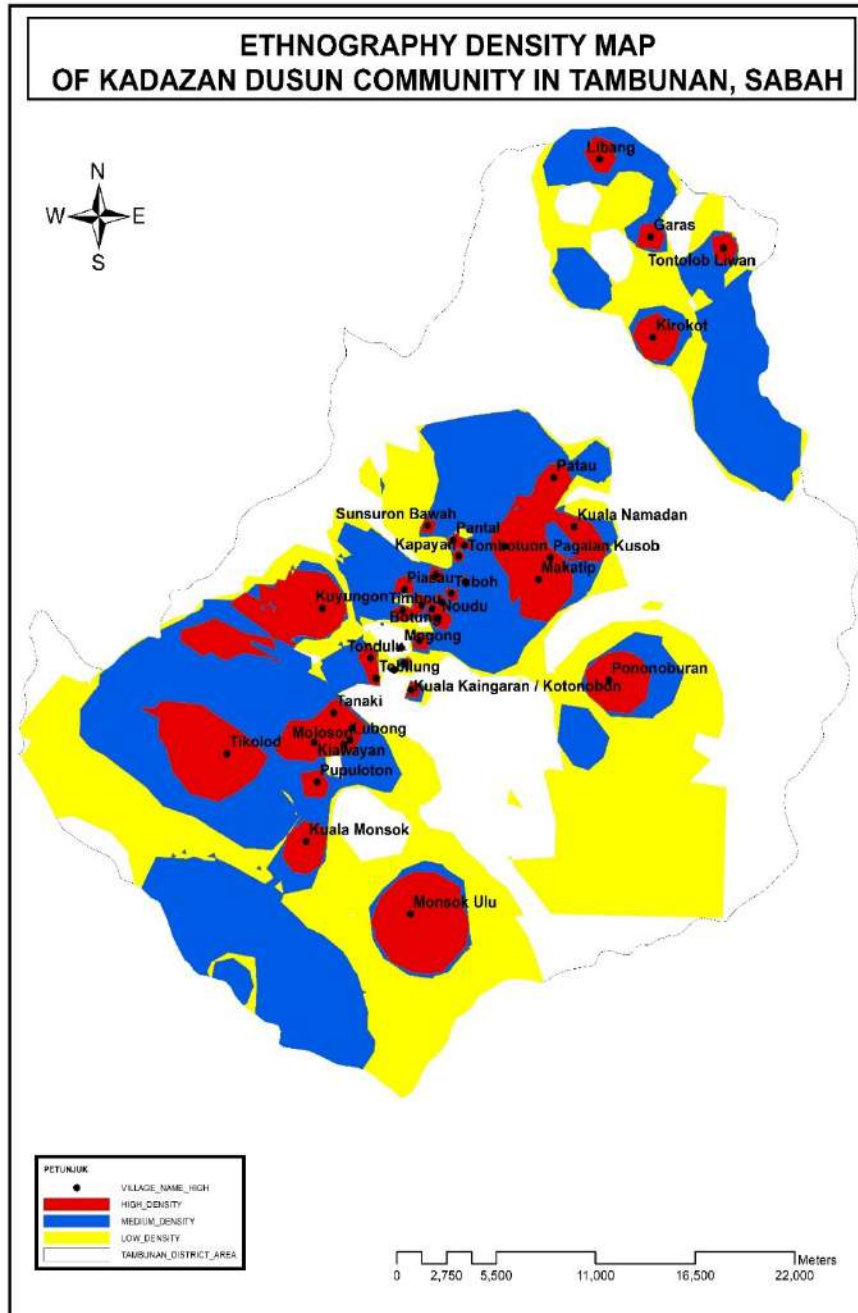 ETHNOGRAPHY DENSITY MAP
OF KADAZAN DUSUN COMMUNITY IN TAMBUNAN, SABAH
N
W E
S
Libang
Garas
Tontolob Liwan
Kirokot
Patau
Sunsuron Bawah
Kuala Namadan
Pantai
Kapayan
Tombotuon
Pagalan Kusob
Makatip
Piasau
Toboh
Kuyungon
Timbou
Noudu
Botung
Magong
Tondulu
Tobilung
Pononoburan
Kuala Kaingaran / Kotonobon
Tanaki
Lubong
Moloson
Kiawayan
Tikolod
Pupuloton
Kuala Monsok
Monsok Ulu
PETUNJUK
VILLAGE_NAME_HIGH
HIGH_DENSITY
MEDIUM_DENSITY
LOW_DENSITY
TAMBUNAN_DISTRICT_AREA
Meters
0 2,750 5,500 11,000 16,500 22,000